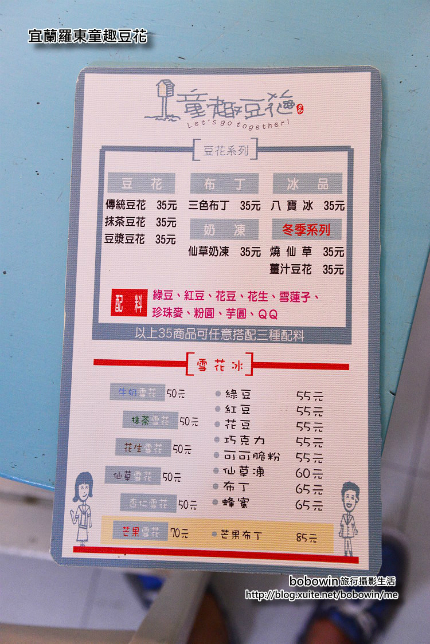 宜蘭羅東童趣豆花
童趣豆花
Let's go together!
豆花系列
豆花
傳統豆花 35元
抹茶豆花 35元
豆漿豆花 35元
布丁
三色布丁 35元
奶凍
仙草奶凍 35元
冰品
八寶冰 35元
冬季系列
燒仙草 35元
薑汁豆花 35元
配料
綠豆、紅豆、花豆、花生、雪蓮子、
珍珠麥、粉圓、芋圓、QQ
以上35商品可任意搭配三種配料
雪花冰
牛奶雪花 50元
抹茶雪花 50元
花生雪花 50元
仙草雪花 50元
雪花 50元
芒果雪花 70元
綠豆 55元
紅豆 55元
花豆 55元
巧克力 55元
可可脆粉 55元
仙草凍 60元
布丁 65元
蜂蜜 65元
芒果布丁 85元
bobowin 旅行攝影生活
http://blog.xuite.net/bobowin/me